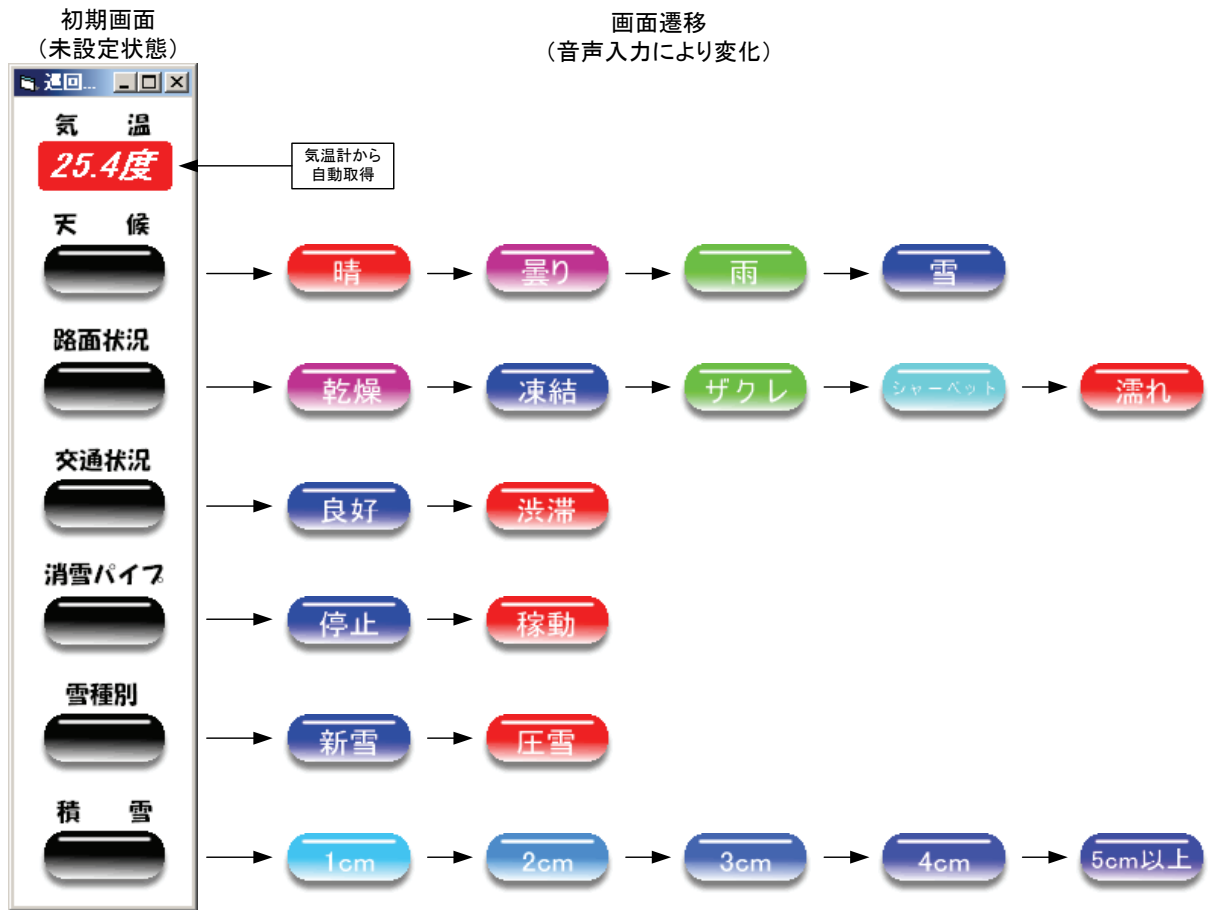 初期画面
（未設定状態）
画面遷移
（音声入力により変化）
巡回...
気　温
25.4度
気温計から
自動取得
天　候
晴
曇り
雨
雪
路面状況
乾燥
凍結
ザクレ
シャーベット
濡れ
交通状況
良好
渋滞
消雪パイプ
停止
稼動
雪種別
新雪
圧雪
積　雪
1cm
2cm
3cm
4cm
5cm以上